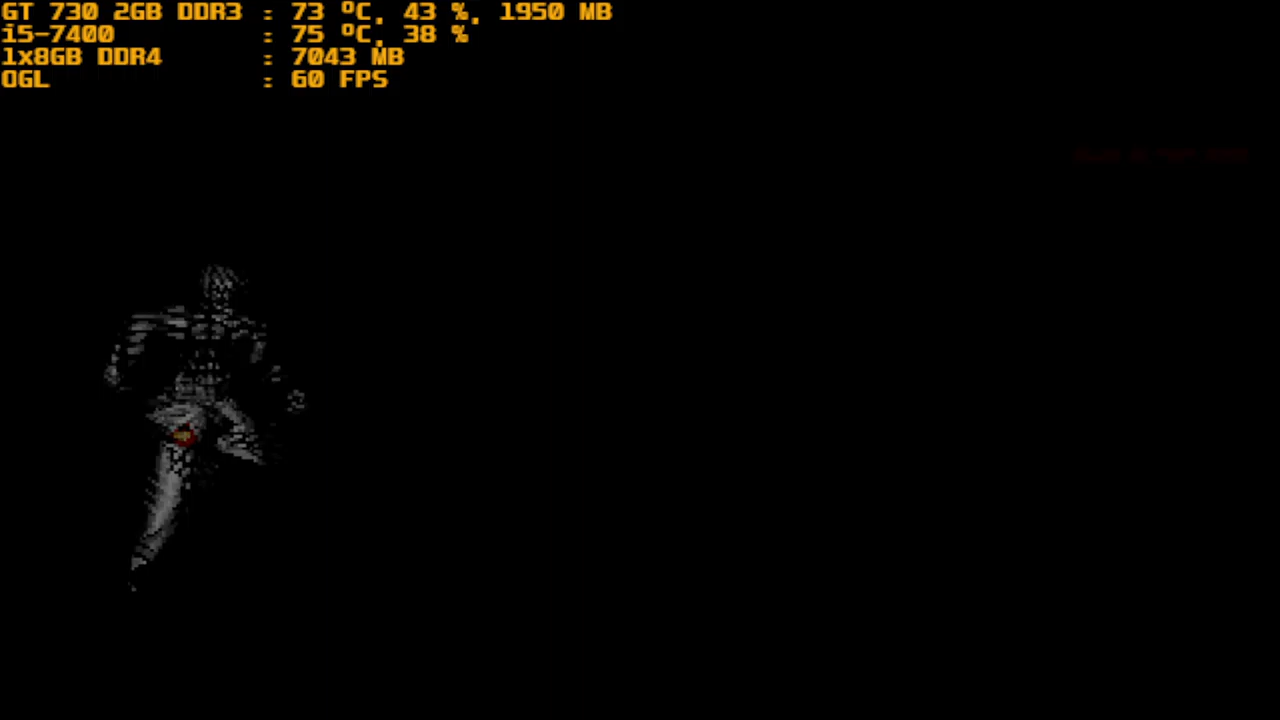 GT 730 2GB DDR3 : 73 ºC, 43 %, 1950 MB
i5-7400 : 75 ºC, 38 %
1x8GB DDR4 : 7043 MB
OGL : 60 FPS